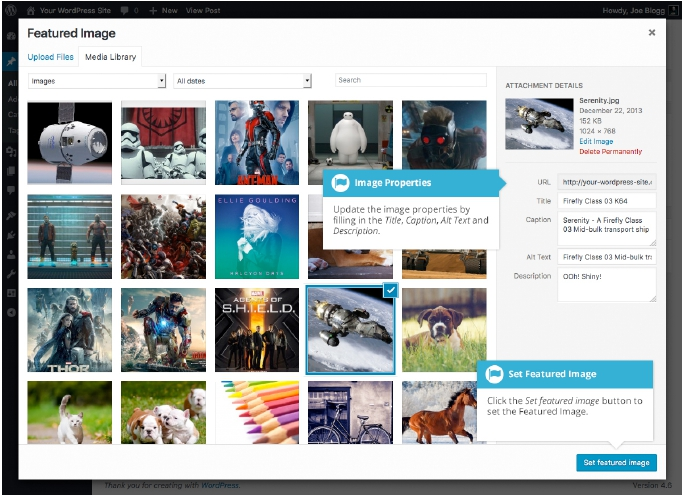 Your WordPress Site
0
+ New
View Post
Howdy, Joe Blogg
Featured Image
Upload Files
Media Library
Images
All dates
Search
ATTACHMENT DETAILS
Serenity.jpg
December 22, 2013
152 KB
1024 × 768
Edit Image
Delete Permanently
URL
http://your-wordpress-site.
Title
Firefly Class 03 K64
Caption
Serenity - A Firefly Class
03 Mid-bulk transport ship
Alt Text
Firefly Class 03 Mid-bulk tr
Description
OOh! Shiny!
ANT-MAN
ELLIE GOULDING
HALCYON DAYS
Image Properties
Update the image properties by
filling in the Title, Caption, Alt Text and
Description.
THOR
MARVEL
AGENTS OF
S.H.I.E.L.D.
Set Featured Image
Click the Set featured image button to
set the Featured Image.
Set featured image
All
Ad
Ca
Tag
Thank you for creating with WordPress.
Version 4.6